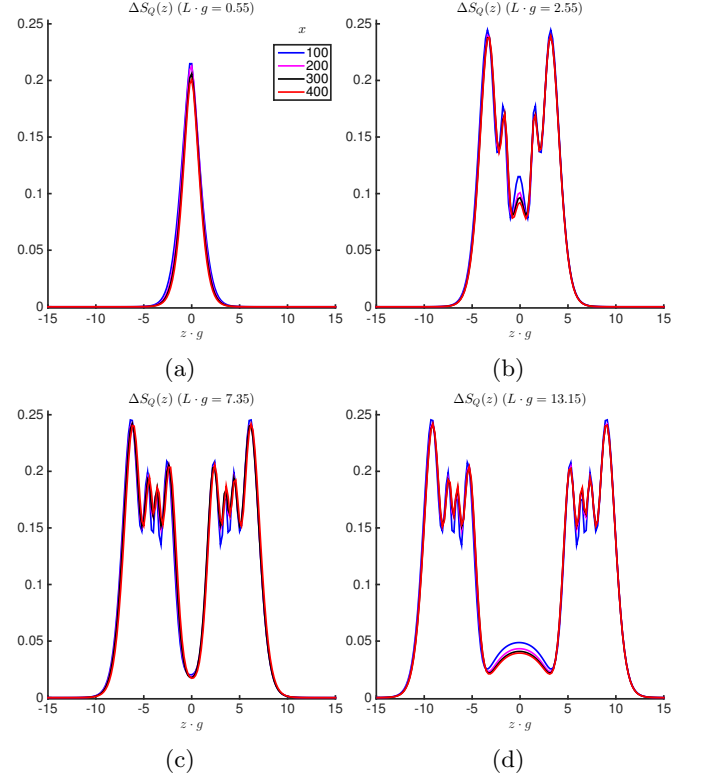 ΔS_Q(z) (L · g = 0.55)
x
100
200
300
400
0.25
0.2
0.15
0.1
0.05
0
-15 -10 -5 0 5 10 15
z · g
(a)
ΔS_Q(z) (L · g = 2.55)
0.25
0.2
0.15
0.1
0.05
0
-15 -10 -5 0 5 10 15
z · g
(b)
ΔS_Q(z) (L · g = 7.35)
0.25
0.2
0.15
0.1
0.05
0
-15 -10 -5 0 5 10 15
z · g
(c)
ΔS_Q(z) (L · g = 13.15)
0.25
0.2
0.15
0.1
0.05
0
-15 -10 -5 0 5 10 15
z · g
(d)